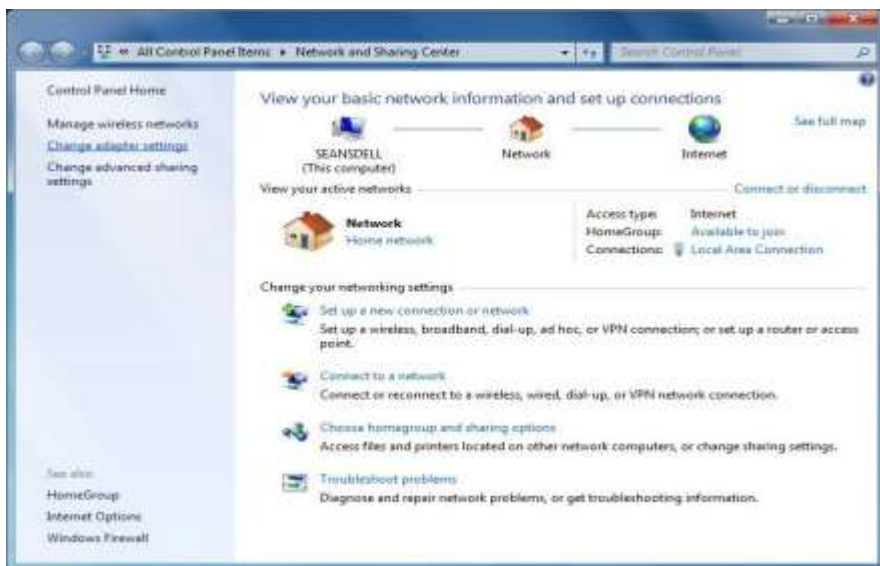 « All Control Panel Items ▸ Network and Sharing Center
Search Control Panel
Control Panel Home
Manage wireless networks
Change adapter settings
Change advanced sharing
settings
View your basic network information and set up connections
See full map
SEANSDELL
(This computer)
Network
Internet
View your active networks
Connect or disconnect
Network
Home network
Access type: Internet
HomeGroup: Available to join
Connections: Local Area Connection
Change your networking settings
Set up a new connection or network
Set up a wireless, broadband, dial-up, ad hoc, or VPN connection; or set up a router or access
point.
Connect to a network
Connect or reconnect to a wireless, wired, dial-up, or VPN network connection.
Choose homegroup and sharing options
Access files and printers located on other network computers, or change sharing settings.
Troubleshoot problems
Diagnose and repair network problems, or get troubleshooting information.
See also
HomeGroup
Internet Options
Windows Firewall